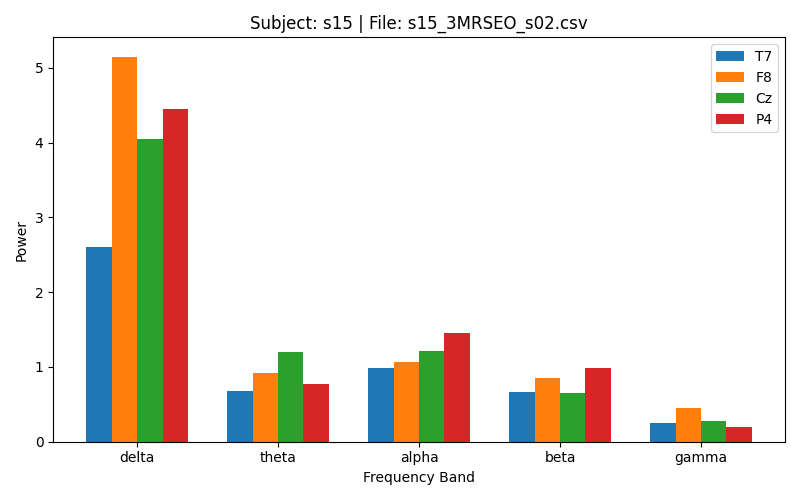 Subject: s15 | File: s15_3MRSEO_s02.csv
T7
F8
Cz
P4
Power
5
4
3
2
1
0
delta theta alpha beta gamma
Frequency Band